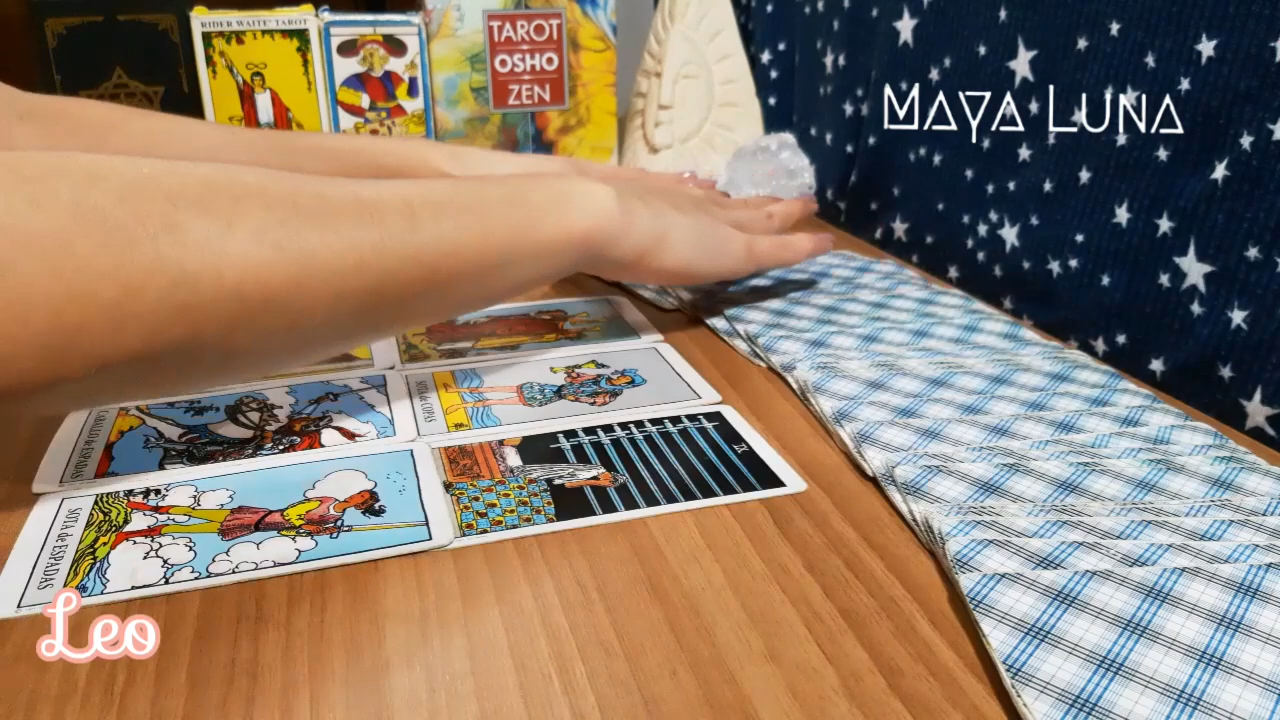 RIDER WAITE TAROT
TAROT
OSHO
ZEN
MAYA LUNA
CABALLO de ESPADAS
SOTA de COPAS
IX
SOTA de ESPADAS
Leo